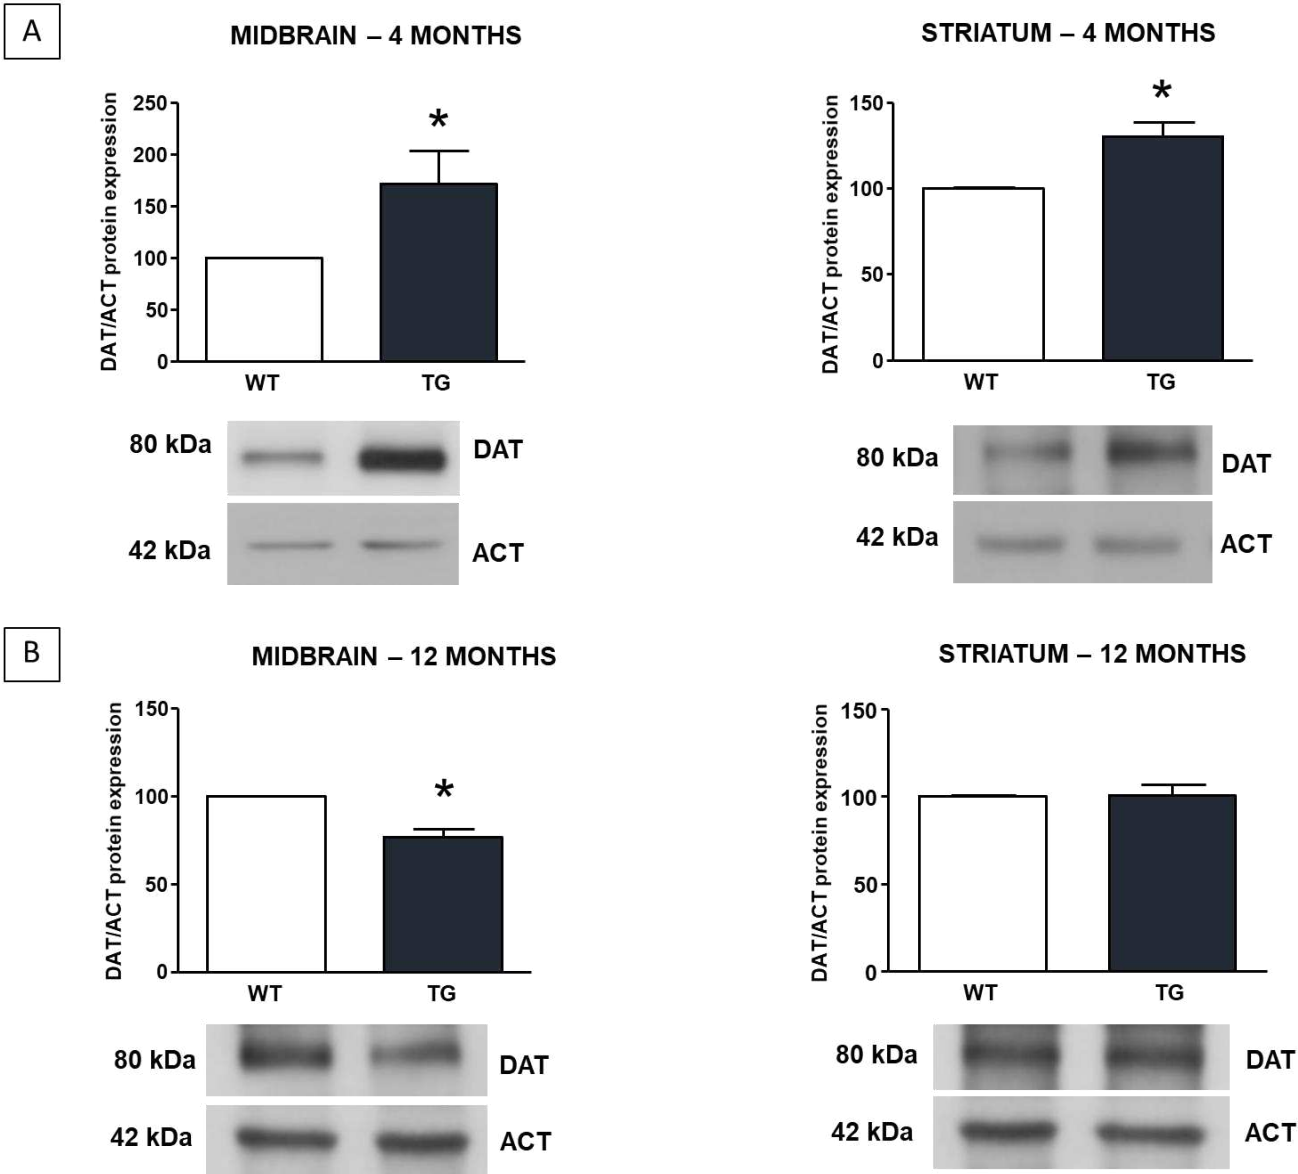 A
MIDBRAIN – 4 MONTHS
DAT/ACT protein expression
250
200
150
100
50
0
*
WT
TG
80 kDa
DAT
42 kDa
ACT
STRIATUM – 4 MONTHS
DAT/ACT protein expression
150
100
50
0
*
WT
TG
80 kDa
DAT
42 kDa
ACT
B
MIDBRAIN – 12 MONTHS
DAT/ACT protein expression
150
100
50
0
*
WT
TG
80 kDa
DAT
42 kDa
ACT
STRIATUM – 12 MONTHS
DAT/ACT protein expression
150
100
50
0
WT
TG
80 kDa
DAT
42 kDa
ACT